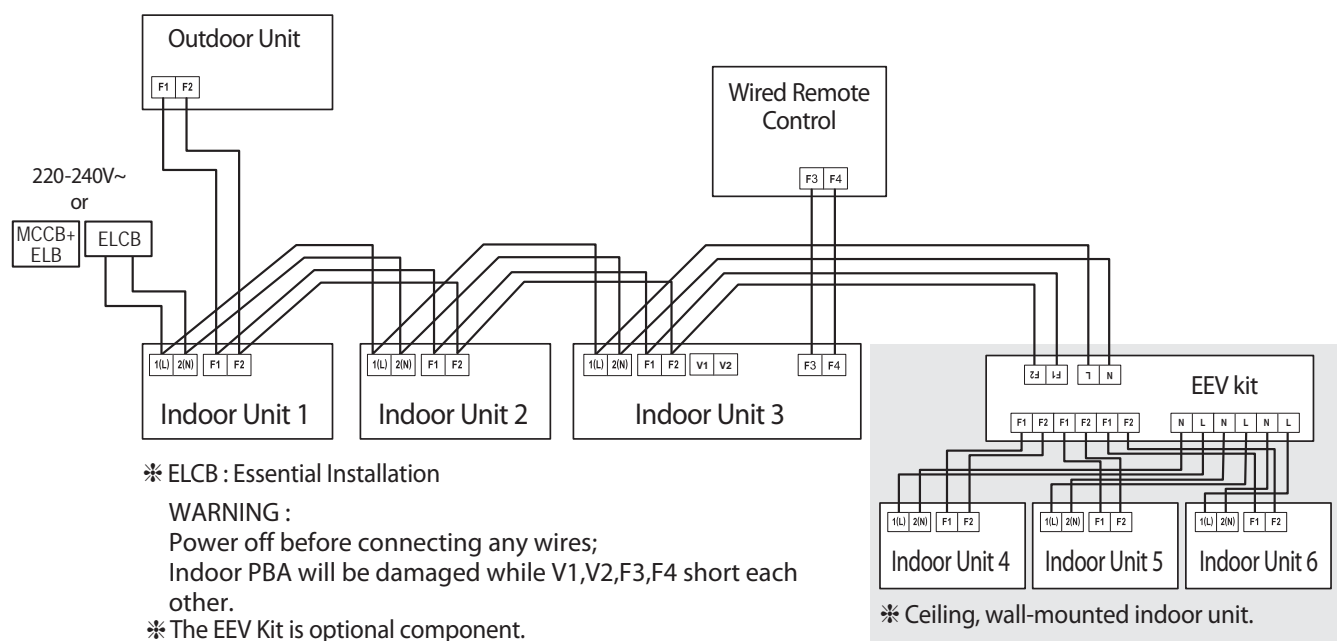 Outdoor Unit
F1 F2
Wired Remote
Control
F3 F4
220-240V~
or
MCCB+
ELB
ELCB
1(L) 2(N) F1 F2
Indoor Unit 1
1(L) 2(N) F1 F2
Indoor Unit 2
1(L) 2(N) F1 F2 V1 V2 F3 F4
Indoor Unit 3
F2 F1 L N
EEV kit
F1 F2 F1 F2 F1 F2 N L N L N L
1(L) 2(N) F1 F2
Indoor Unit 4
1(L) 2(N) F1 F2
Indoor Unit 5
1(L) 2(N) F1 F2
Indoor Unit 6
❈ Ceiling, wall-mounted indoor unit.
❈ ELCB : Essential Installation
WARNING :
Power off before connecting any wires;
Indoor PBA will be damaged while V1,V2,F3,F4 short each
other.
❈ The EEV Kit is optional component.